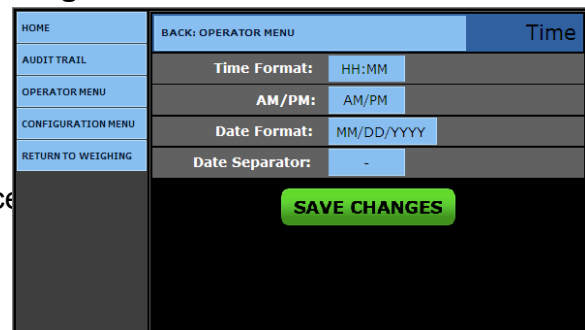 HOME
AUDIT TRAIL
OPERATOR MENU
CONFIGURATION MENU
RETURN TO WEIGHING
BACK: OPERATOR MENU
Time
Time Format: HH:MM
AM/PM: AM/PM
Date Format: MM/DD/YYYY
Date Separator: -
SAVE CHANGES